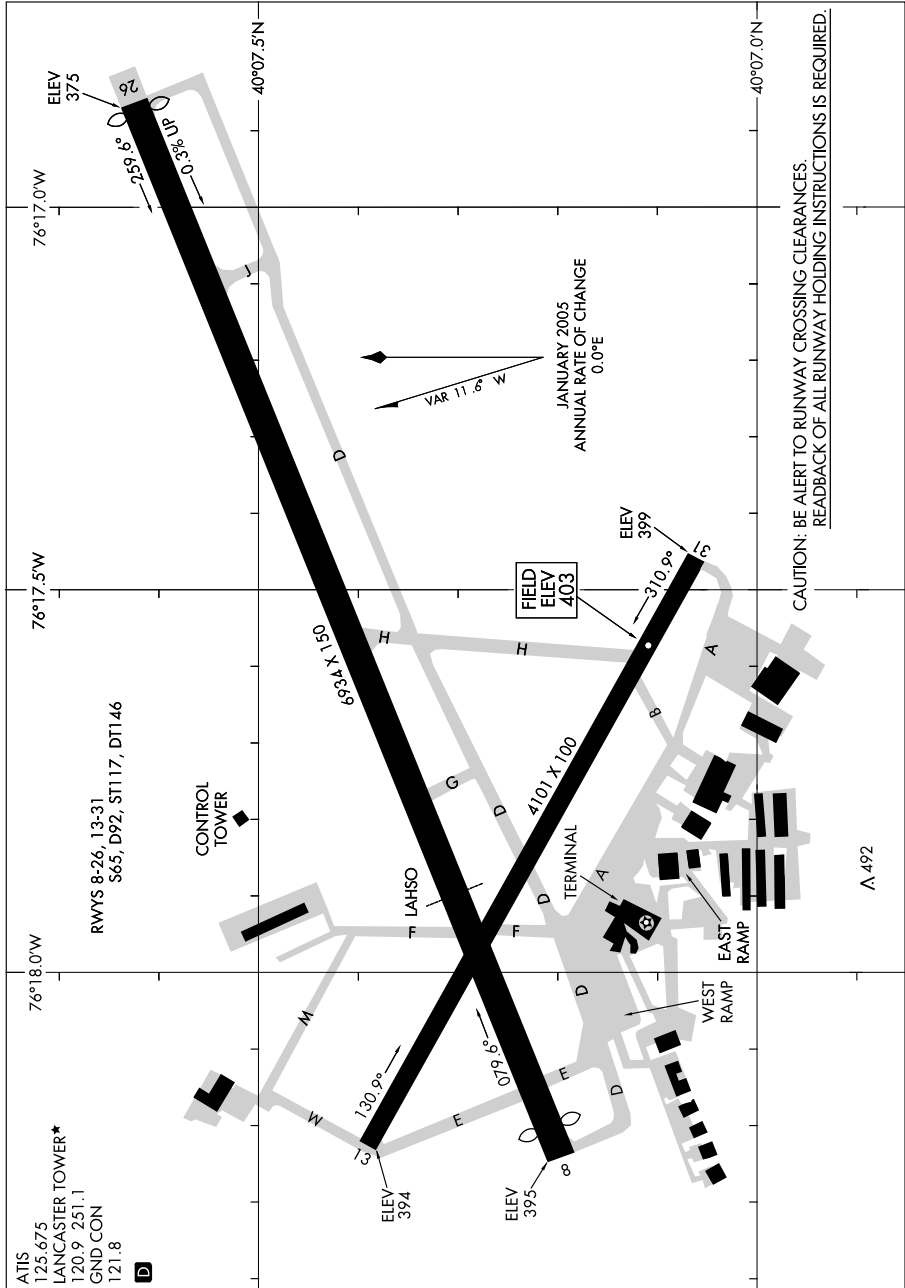 ATIS
125.675
LANCASTER TOWER★
120.9 251.1
GND CON
121.8
D
RWYS 8-26, 13-31
S65, D92, ST117, DT146
76°18.0'W
76°17.5'W
76°17.0'W
40°07.5'N
40°07.0'N
ELEV
375
26
259.6°
0.3% UP
J
D
JANUARY 2005
ANNUAL RATE OF CHANGE
0.0°E
VAR 11.6° W
6934 X 150
H
H
FIELD
ELEV
403
ELEV
399
31
310.9°
A
B
4101 X 100
G
D
CONTROL
TOWER
LAHSO
F
F
D
A
TERMINAL
EAST
RAMP
WEST
RAMP
D
M
M
130.9°
13
ELEV
394
E
E
079.6°
D
8
ELEV
395
492
CAUTION: BE ALERT TO RUNWAY CROSSING CLEARANCES.
READBACK OF ALL RUNWAY HOLDING INSTRUCTIONS IS REQUIRED.